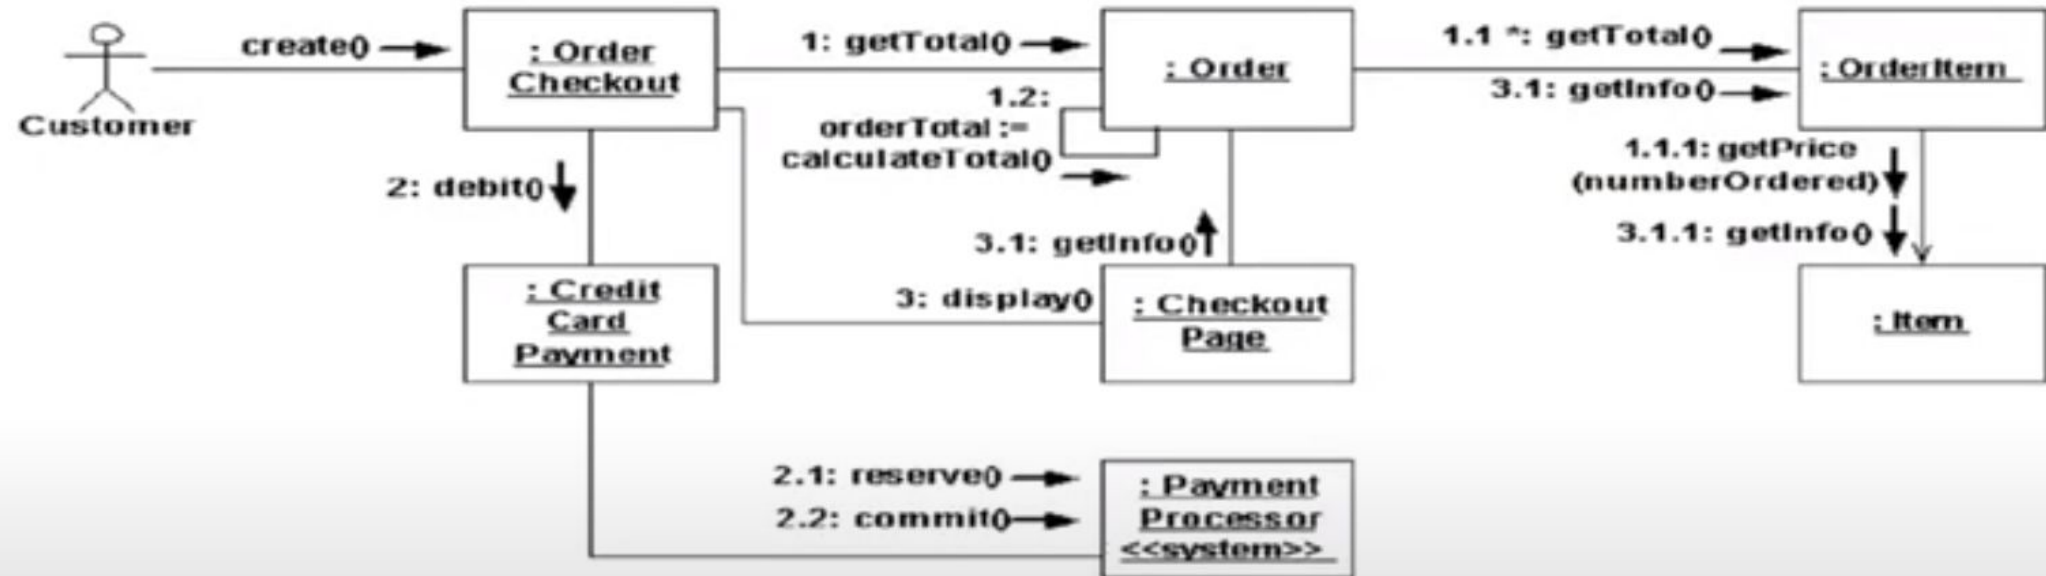 Customer
create()
: Order
Checkout
1: getTotal()
: Order
1.1 *: getTotal()
3.1: getInfo()
: OrderItem
1.2:
orderTotal :=
calculateTotal()
2: debit()
1.1.1: getPrice
(numberOrdered)
3.1.1: getInfo()
3.1: getInfo()
3: display()
: Credit
Card
Payment
: Checkout
Page
: Item
2.1: reserve()
2.2: commit()
: Payment
Processor
<<system>>